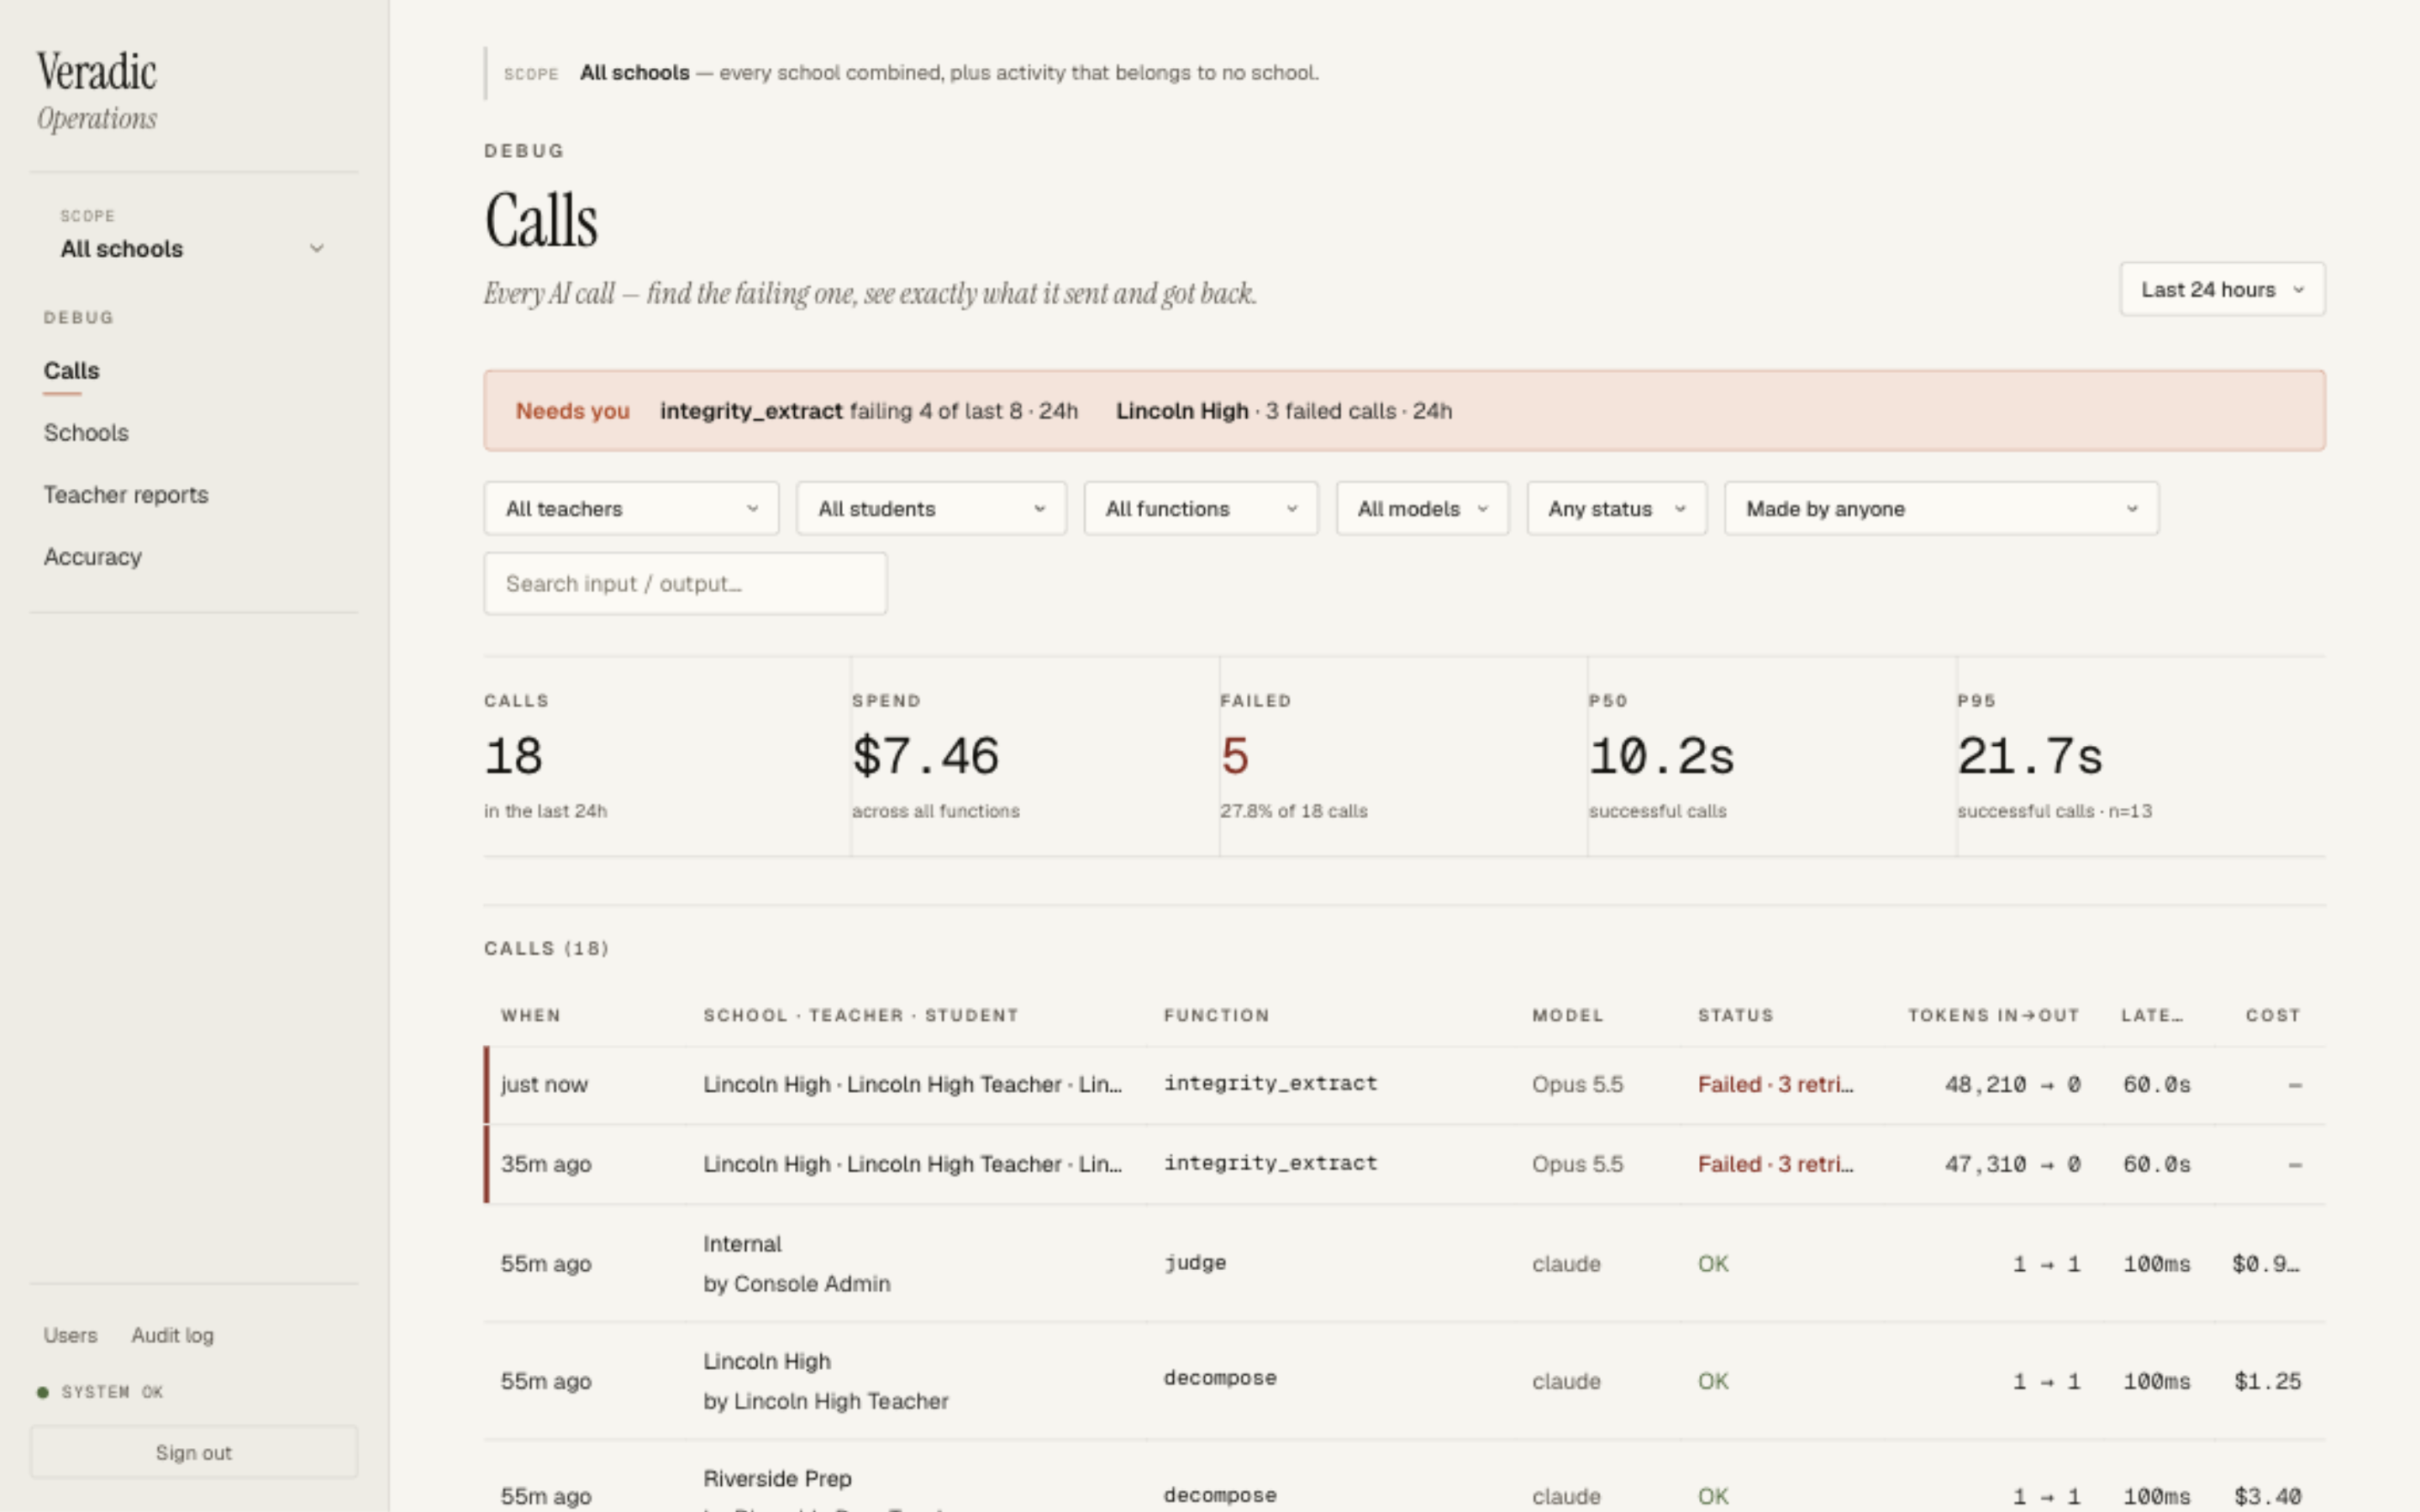 Veradic
Operations
SCOPE
All schools
DEBUG
Calls
Schools
Teacher reports
Accuracy
Users Audit log
SYSTEM OK
Sign out
SCOPE All schools — every school combined, plus activity that belongs to no school.
DEBUG
Calls
Every AI call — find the failing one, see exactly what it sent and got back.
Last 24 hours
Needs you integrity_extract failing 4 of last 8 · 24h Lincoln High · 3 failed calls · 24h
All teachers All students All functions All models Any status Made by anyone
Search input / output…
CALLS SPEND FAILED P50 P95
18 $7.46 5 10.2s 21.7s
in the last 24h across all functions 27.8% of 18 calls successful calls successful calls · n=13
CALLS (18)
WHEN SCHOOL · TEACHER · STUDENT FUNCTION MODEL STATUS TOKENS IN→OUT LATE… COST
just now Lincoln High · Lincoln High Teacher · Lin… integrity_extract Opus 5.5 Failed · 3 retri… 48,210 → 0 60.0s —
35m ago Lincoln High · Lincoln High Teacher · Lin… integrity_extract Opus 5.5 Failed · 3 retri… 47,310 → 0 60.0s —
Internal
55m ago judge claude OK 1 → 1 100ms $0.9…
by Console Admin
Lincoln High
55m ago decompose claude OK 1 → 1 100ms $1.25
by Lincoln High Teacher
Riverside Prep
55m ago decompose claude OK 1 → 1 100ms $3.40